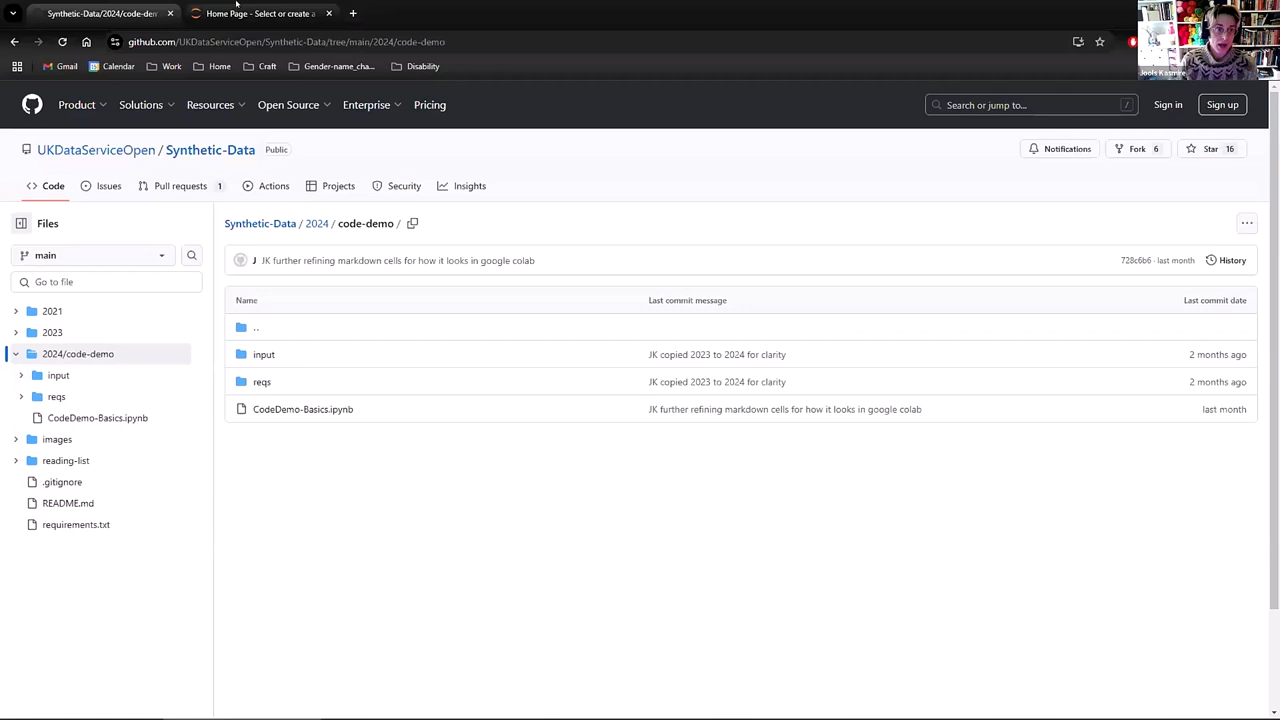 Synthetic-Data/2024/code-dem
Home Page - Select or create a
github.com/UKDataServiceOpen/Synthetic-Data/tree/main/2024/code-demo
Gmail
Calendar
Work
Home
Craft
Gender-name_cha...
Disability
Jools Kasmire
Product
Solutions
Resources
Open Source
Enterprise
Pricing
Search or jump to...
/
Sign in
Sign up
UKDataServiceOpen / Synthetic-Data
Public
Notifications
Fork 6
Star 16
Code
Issues
Pull requests 1
Actions
Projects
Security
Insights
Files
main
Go to file
2021
2023
2024/code-demo
input
reqs
CodeDemo-Basics.ipynb
images
reading-list
.gitignore
README.md
requirements.txt
Synthetic-Data / 2024 / code-demo /
J JK further refining markdown cells for how it looks in google colab
728c6b6 · last month
History
Name Last commit message Last commit date
..
input JK copied 2023 to 2024 for clarity 2 months ago
reqs JK copied 2023 to 2024 for clarity 2 months ago
CodeDemo-Basics.ipynb JK further refining markdown cells for how it looks in google colab last month